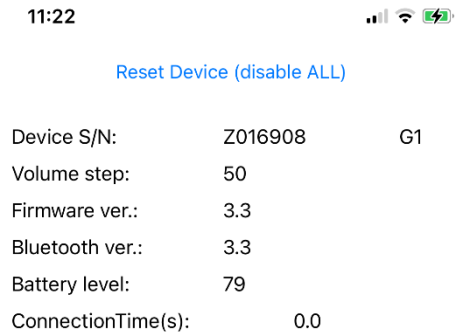 11:22
Reset Device (disable ALL)
Device S/N: Z016908 G1
Volume step: 50
Firmware ver.: 3.3
Bluetooth ver.: 3.3
Battery level: 79
ConnectionTime(s): 0.0